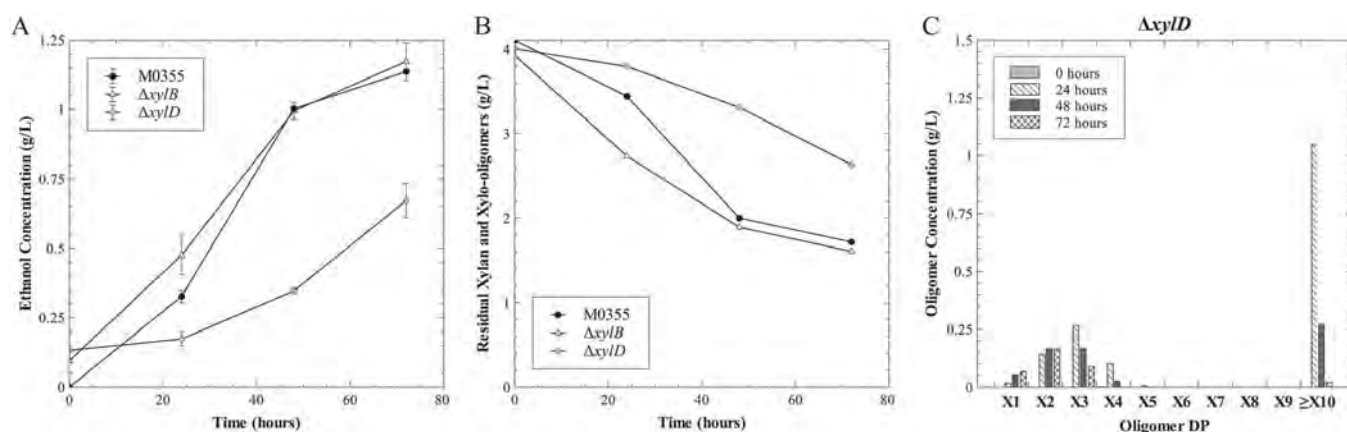 A
Ethanol Concentration (g/L)
1.25
1
0.75
0.5
0.25
0
0
20
40
60
80
Time (hours)
M0355
ΔxylB
ΔxylD
B
Residual Xylan and Xylo-oligomers (g/L)
4
3
2
1
0
0
20
40
60
80
Time (hours)
M0355
ΔxylB
ΔxylD
C
ΔxylD
Oligomer Concentration (g/L)
1.5
1.25
1
0.75
0.5
0.25
0
0 hours
24 hours
48 hours
72 hours
X1 X2 X3 X4 X5 X6 X7 X8 X9 ≥X10
Oligomer DP